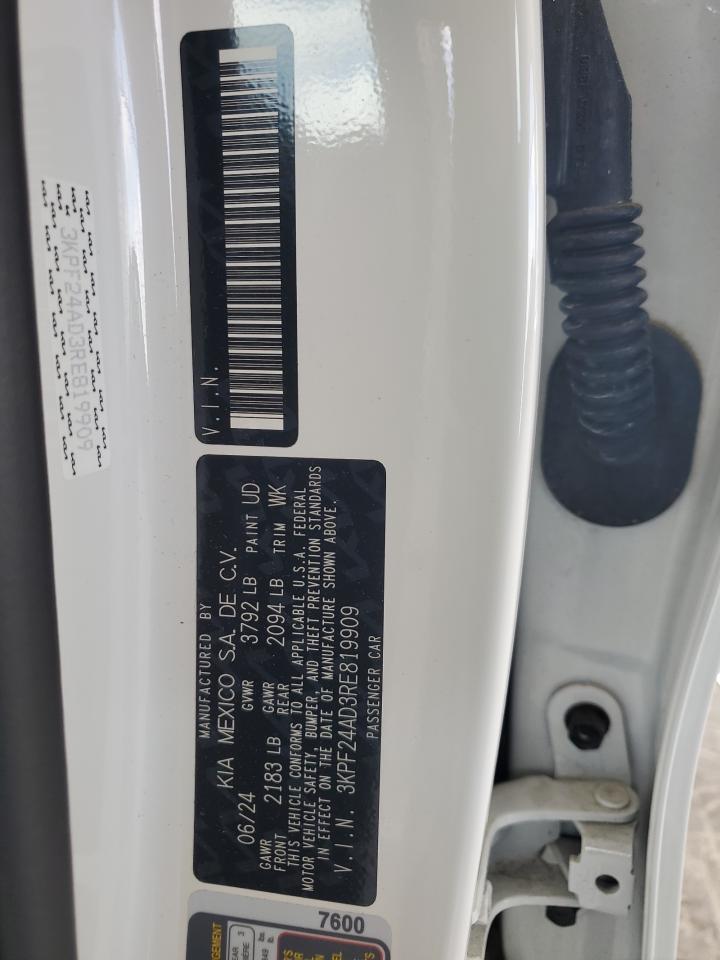 V.I.N.
3KPF24AD3RE819909
MANUFACTURED BY
KIA MEXICO S.A. DE C.V.
06/24 GVWR 3792 LB PAINT UD
GAWR FRONT 2183 LB GAWR REAR 2094 LB TRIM WK
THIS VEHICLE CONFORMS TO ALL APPLICABLE U.S.A. FEDERAL
MOTOR VEHICLE SAFETY, BUMPER, AND THEFT PREVENTION STANDARDS
IN EFFECT ON THE DATE OF MANUFACTURE SHOWN ABOVE.
V.I.N. 3KPF24AD3RE819909
PASSENGER CAR
7600